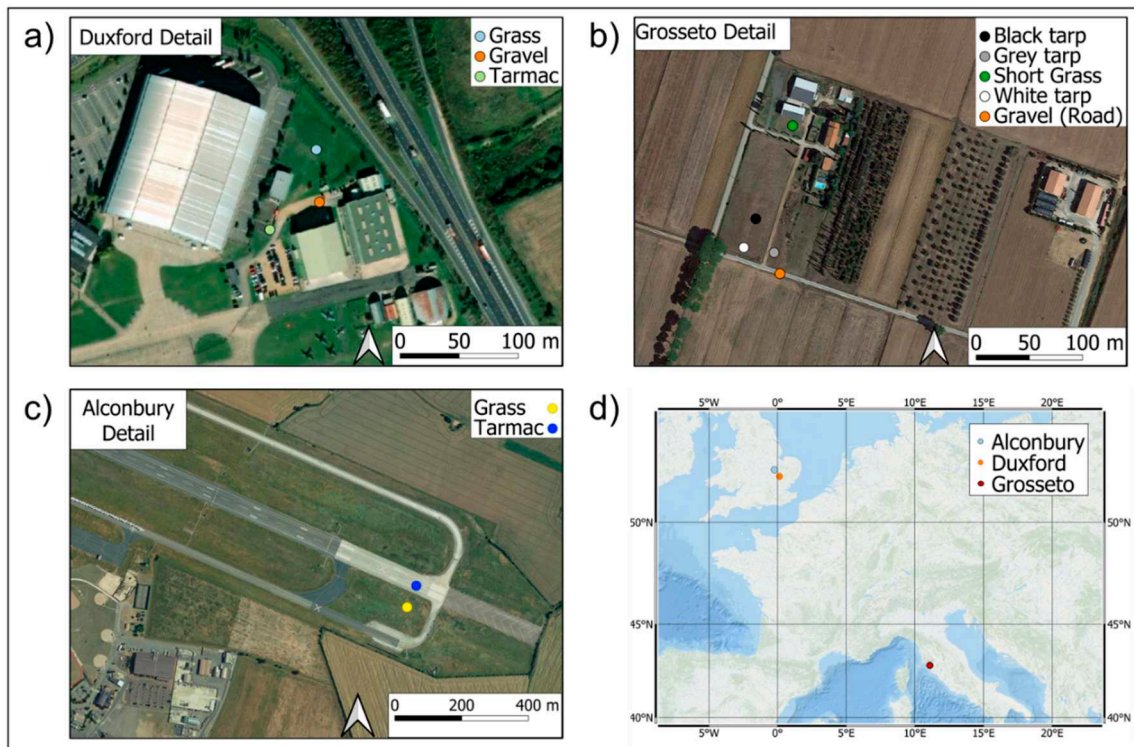 a)
Duxford Detail
Grass
Gravel
Tarmac
0 50 100 m
b)
Grosseto Detail
Black tarp
Grey tarp
Short Grass
White tarp
Gravel (Road)
0 50 100 m
c)
Alconbury
Detail
Grass
Tarmac
0 200 400 m
d)
5°W 0° 5°E 10°E 15°E 20°E
Alconbury
Duxford
Grosseto
50°N 50°N
45°N 45°N
40°N 40°N
5°W 0° 5°E 10°E 15°E 20°E